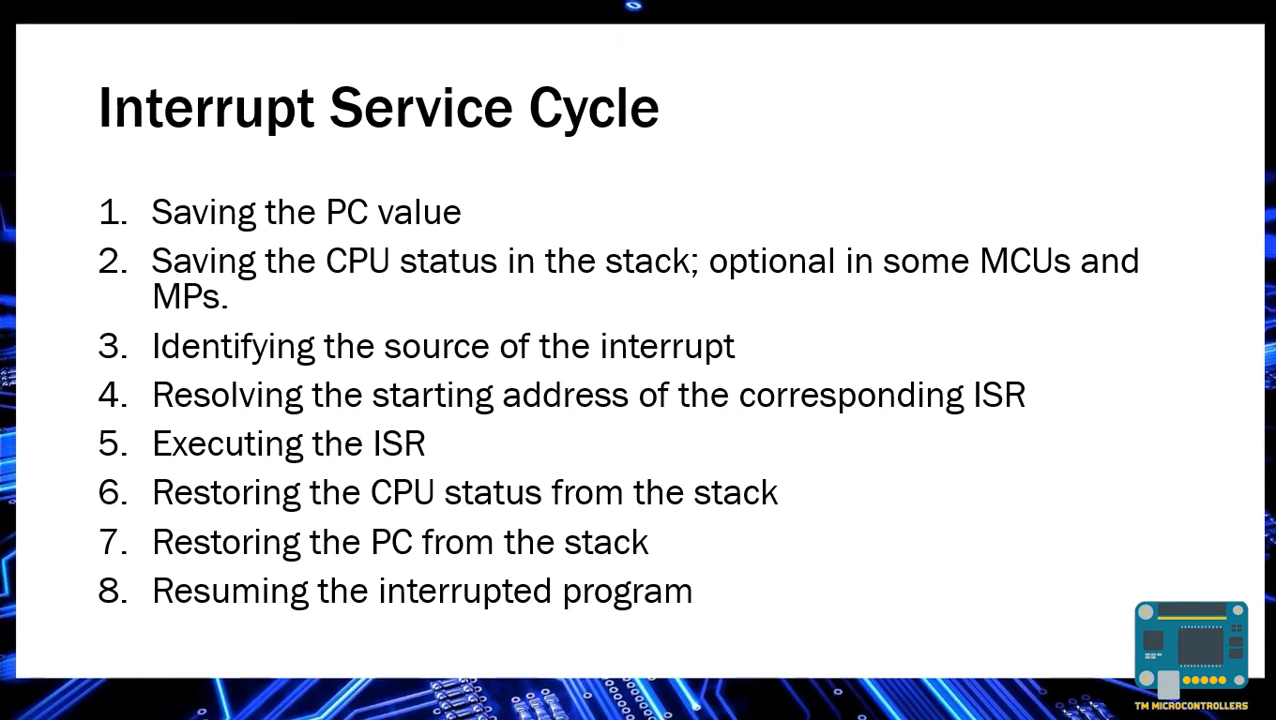 Interrupt Service Cycle
1. Saving the PC value
2. Saving the CPU status in the stack; optional in some MCUs and
MPs.
3. Identifying the source of the interrupt
4. Resolving the starting address of the corresponding ISR
5. Executing the ISR
6. Restoring the CPU status from the stack
7. Restoring the PC from the stack
8. Resuming the interrupted program
TM MICROCONTROLLERS